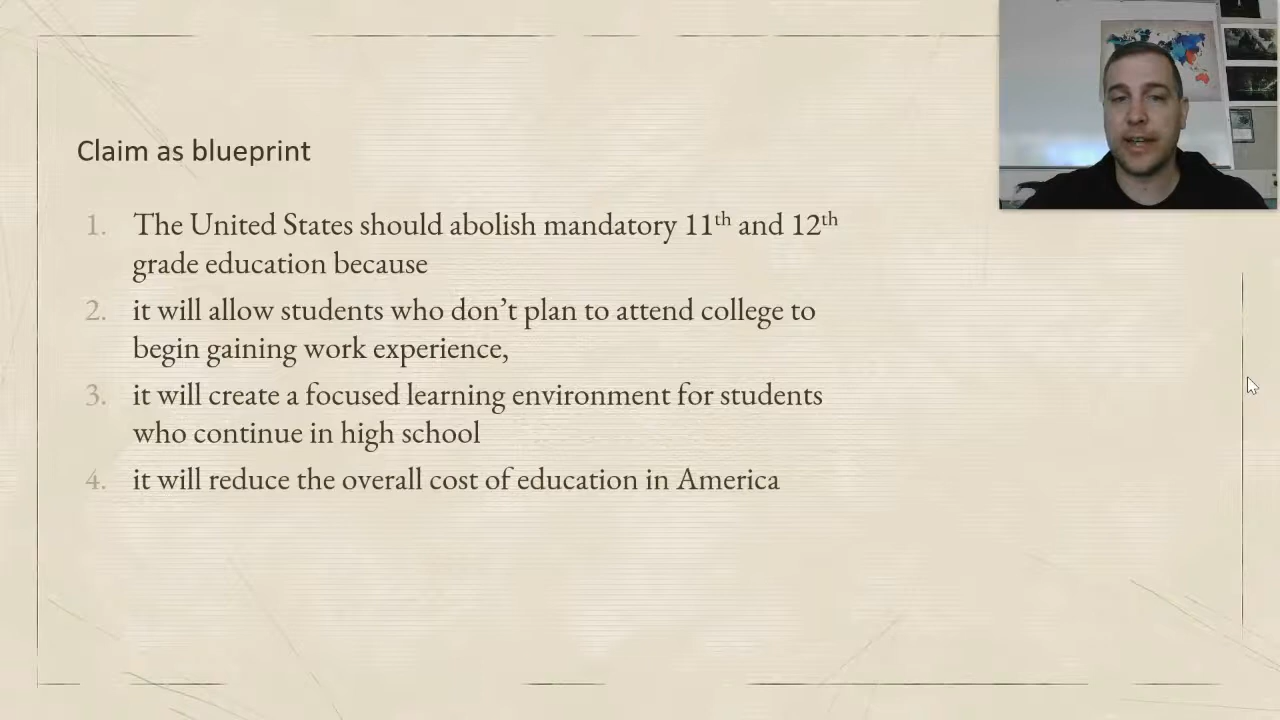 Claim as blueprint
1. The United States should abolish mandatory 11th and 12th
grade education because
2. it will allow students who don’t plan to attend college to
begin gaining work experience,
3. it will create a focused learning environment for students
who continue in high school
4. it will reduce the overall cost of education in America